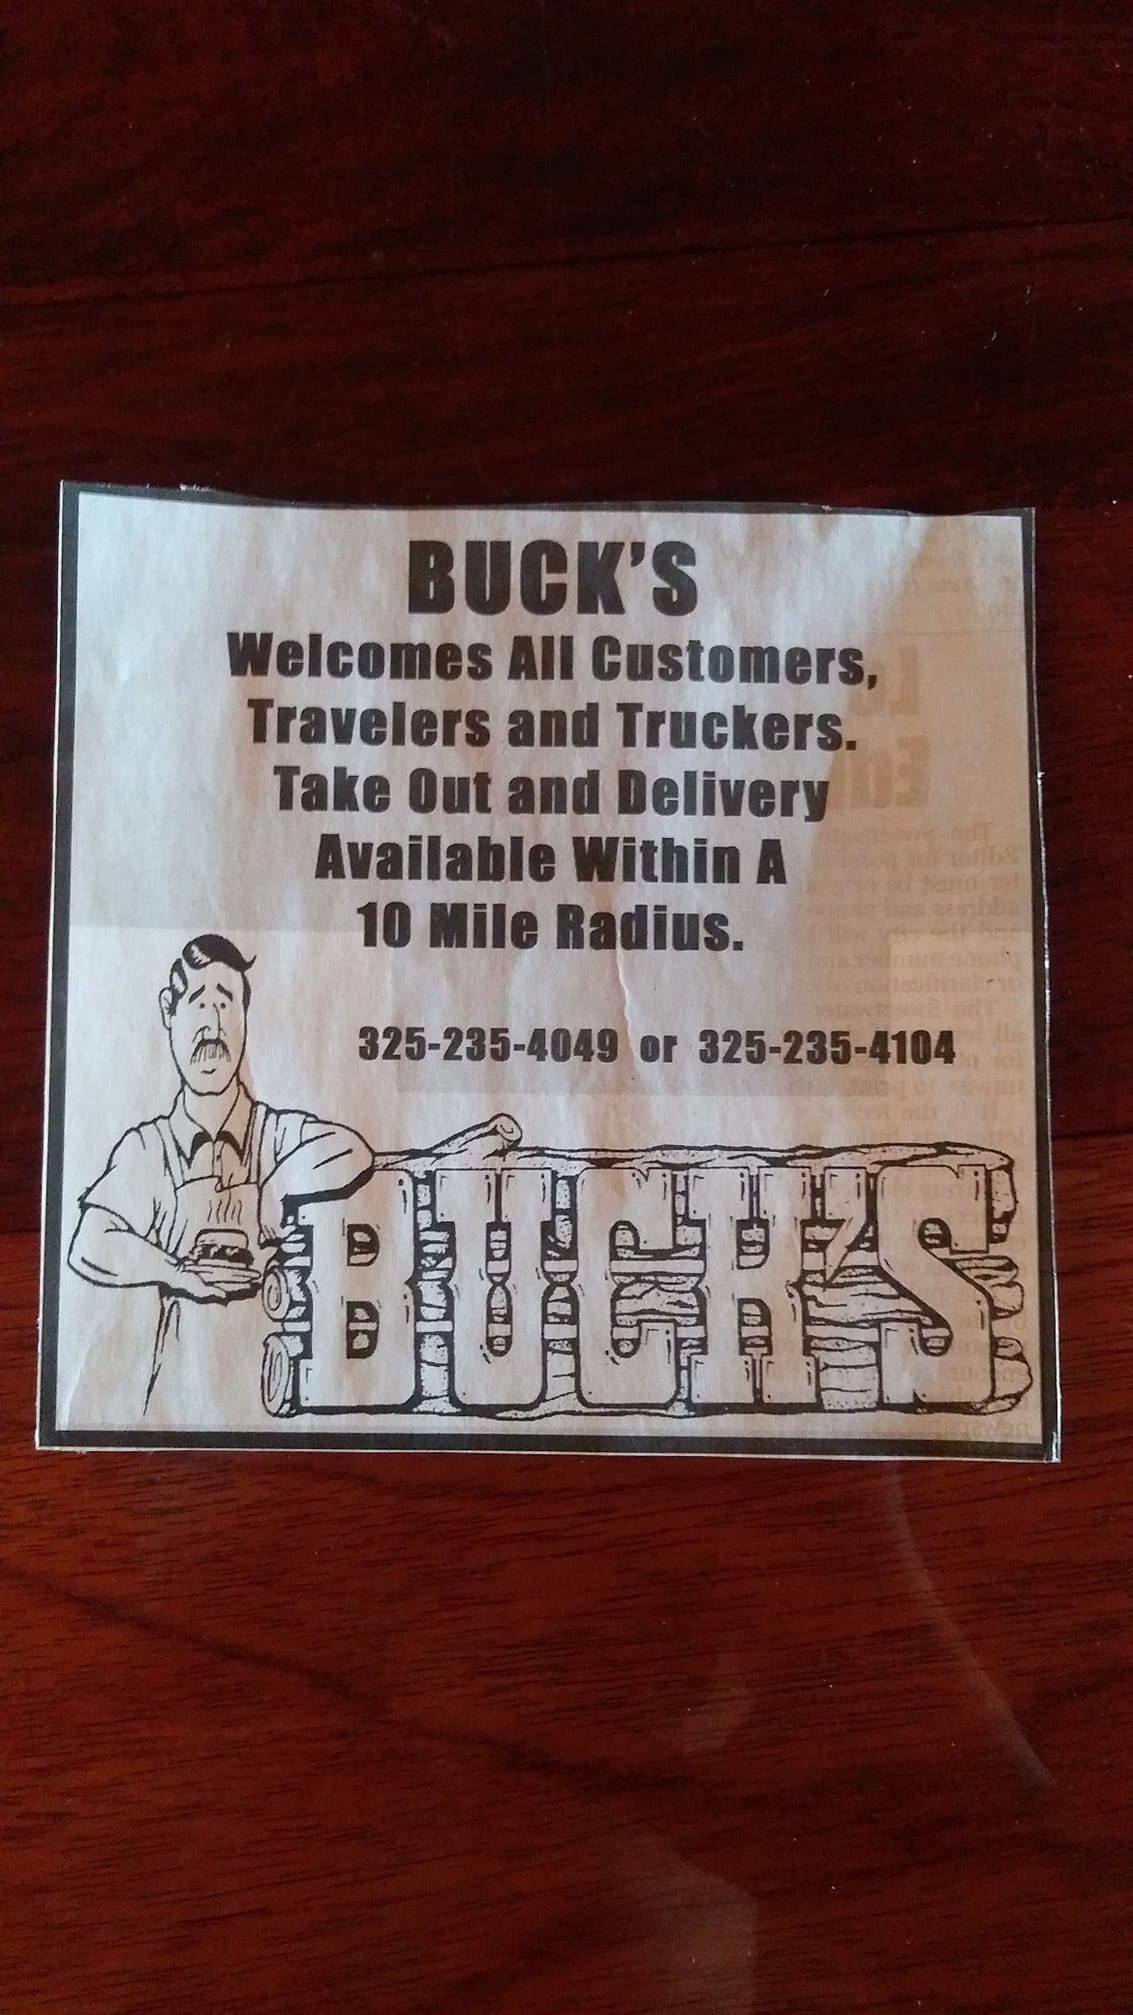 BUCK'S
Welcomes All Customers,
Travelers and Truckers.
Take Out and Delivery
Available Within A
10 Mile Radius.
325-235-4049 or 325-235-4104
BUCK'S